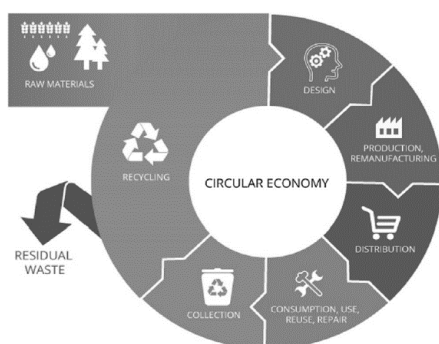 RAW MATERIALS
DESIGN
PRODUCTION,
REMANUFACTURING
DISTRIBUTION
CONSUMPTION, USE,
REUSE, REPAIR
COLLECTION
RECYCLING
RESIDUAL
WASTE
CIRCULAR ECONOMY